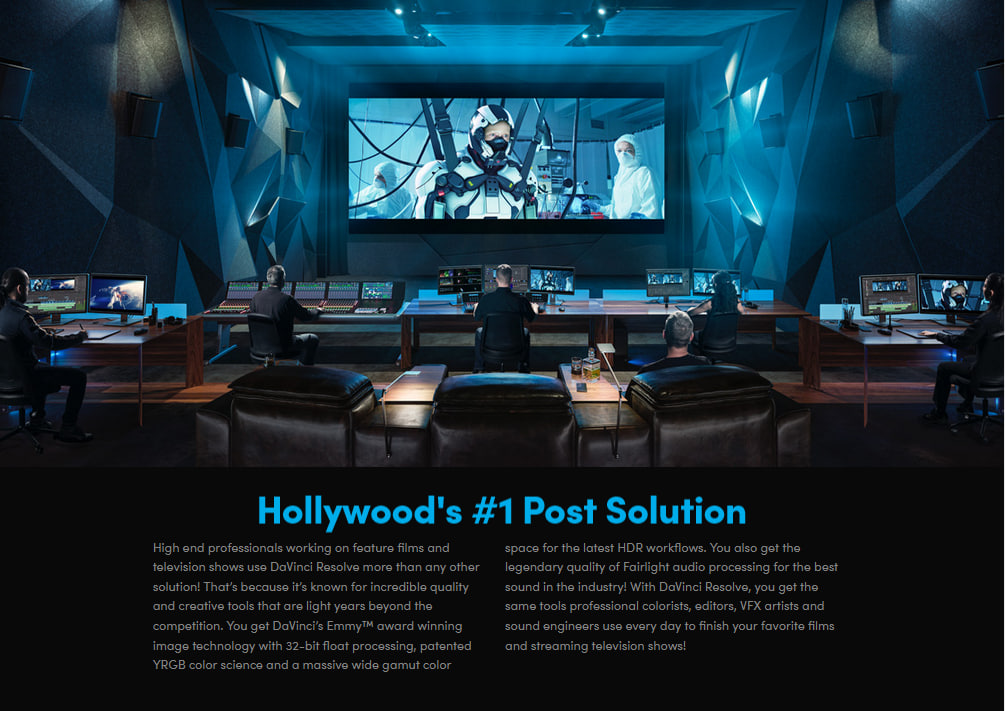 Hollywood's #1 Post Solution
High end professionals working on feature films and
television shows use DaVinci Resolve more than any other
solution! That’s because it’s known for incredible quality
and creative tools that are light years beyond the
competition. You get DaVinci’s Emmy™ award winning
image technology with 32-bit float processing, patented
YRGB color science and a massive wide gamut color
space for the latest HDR workflows. You also get the
legendary quality of Fairlight audio processing for the best
sound in the industry! With DaVinci Resolve, you get the
same tools professional colorists, editors, VFX artists and
sound engineers use every day to finish your favorite films
and streaming television shows!